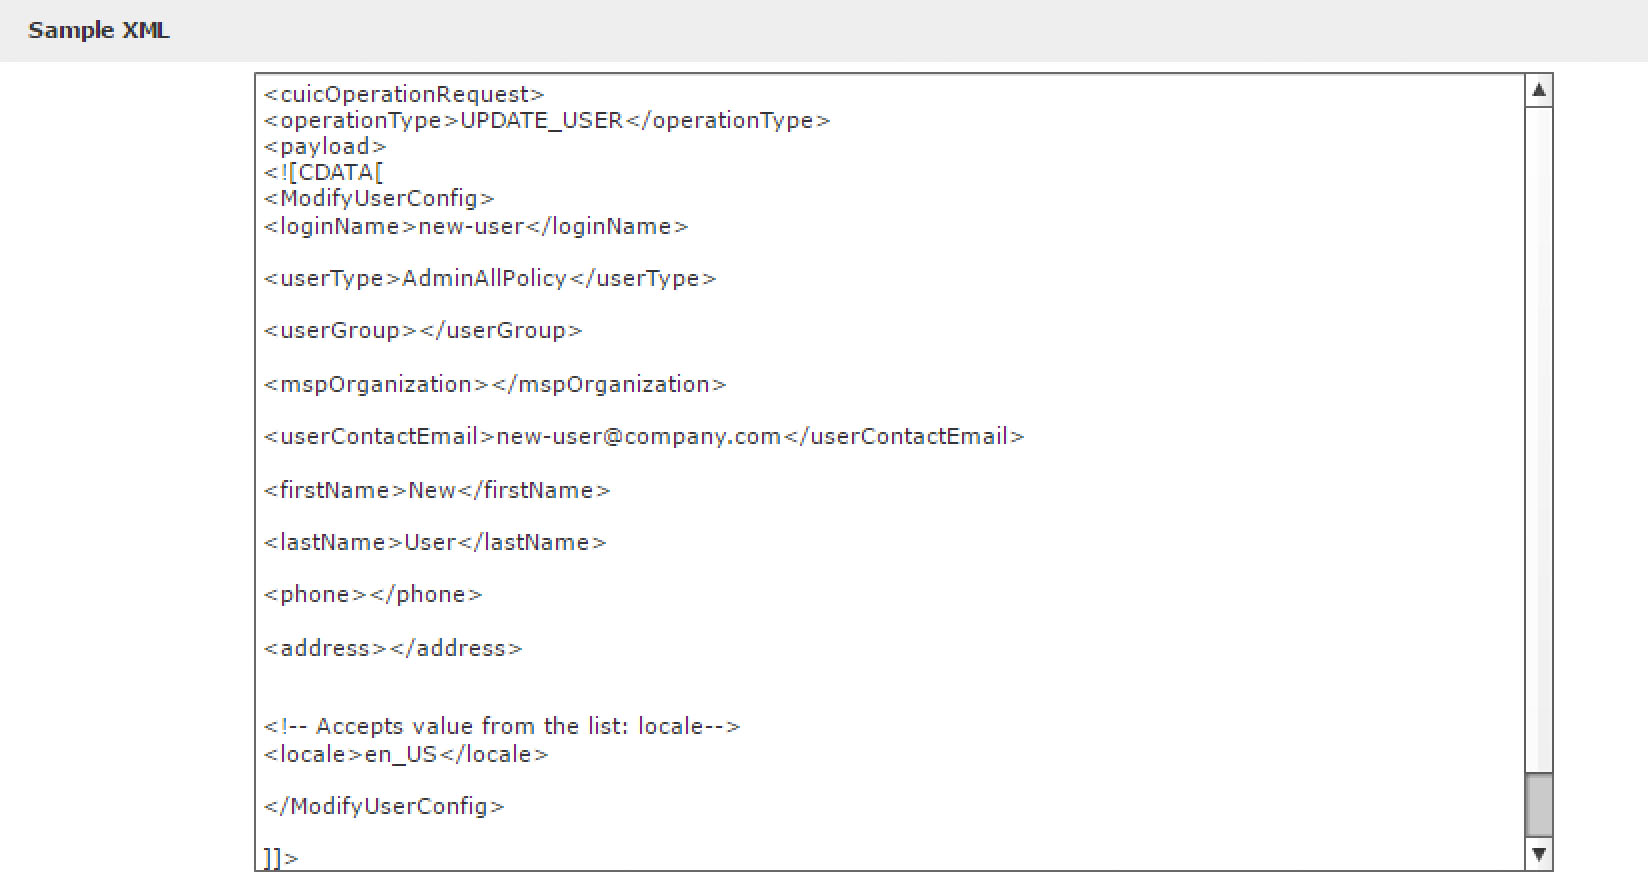 Sample XML
<cuicOperationRequest>
<operationType>UPDATE_USER</operationType>
<payload>
<![CDATA[
<ModifyUserConfig>
<loginName>new-user</loginName>
<userType>AdminAllPolicy</userType>
<userGroup></userGroup>
<mspOrganization></mspOrganization>
<userContactEmail>new-user@company.com</userContactEmail>
<firstName>New</firstName>
<lastName>User</lastName>
<phone></phone>
<address></address>
<!-- Accepts value from the list: locale-->
<locale>en_US</locale>
</ModifyUserConfig>
]]>